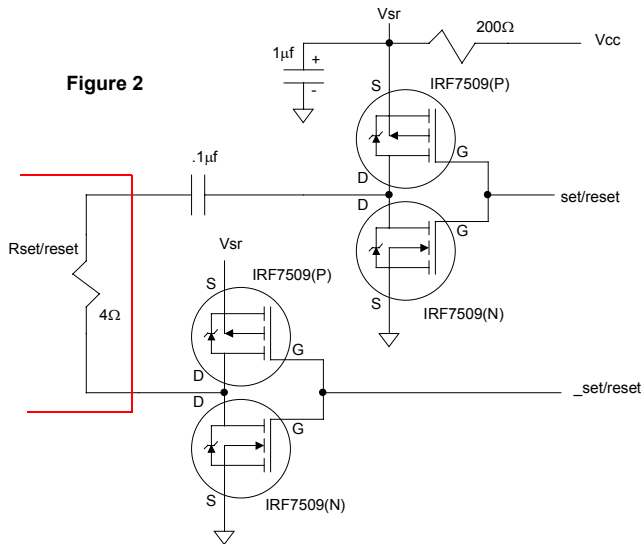 Vsr
200Ω
Vcc
1μf
+
-
Figure 2
IRF7509(P)
S
G
D
.1μf
D
set/reset
G
S
IRF7509(N)
Rset/reset
4Ω
Vsr
S
IRF7509(P)
G
D
D
_set/reset
G
S
IRF7509(N)